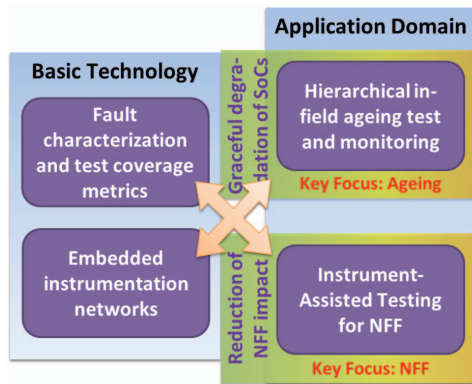 Application Domain
Basic Technology
Fault
characterization
and test coverage
metrics
Embedded
instrumentation
networks
Graceful degra-
dation of SoCs
Hierarchical in-
field ageing test
and monitoring
Key Focus: Ageing
Reduction of
NFF impact
Instrument-
Assisted Testing
for NFF
Key Focus: NFF